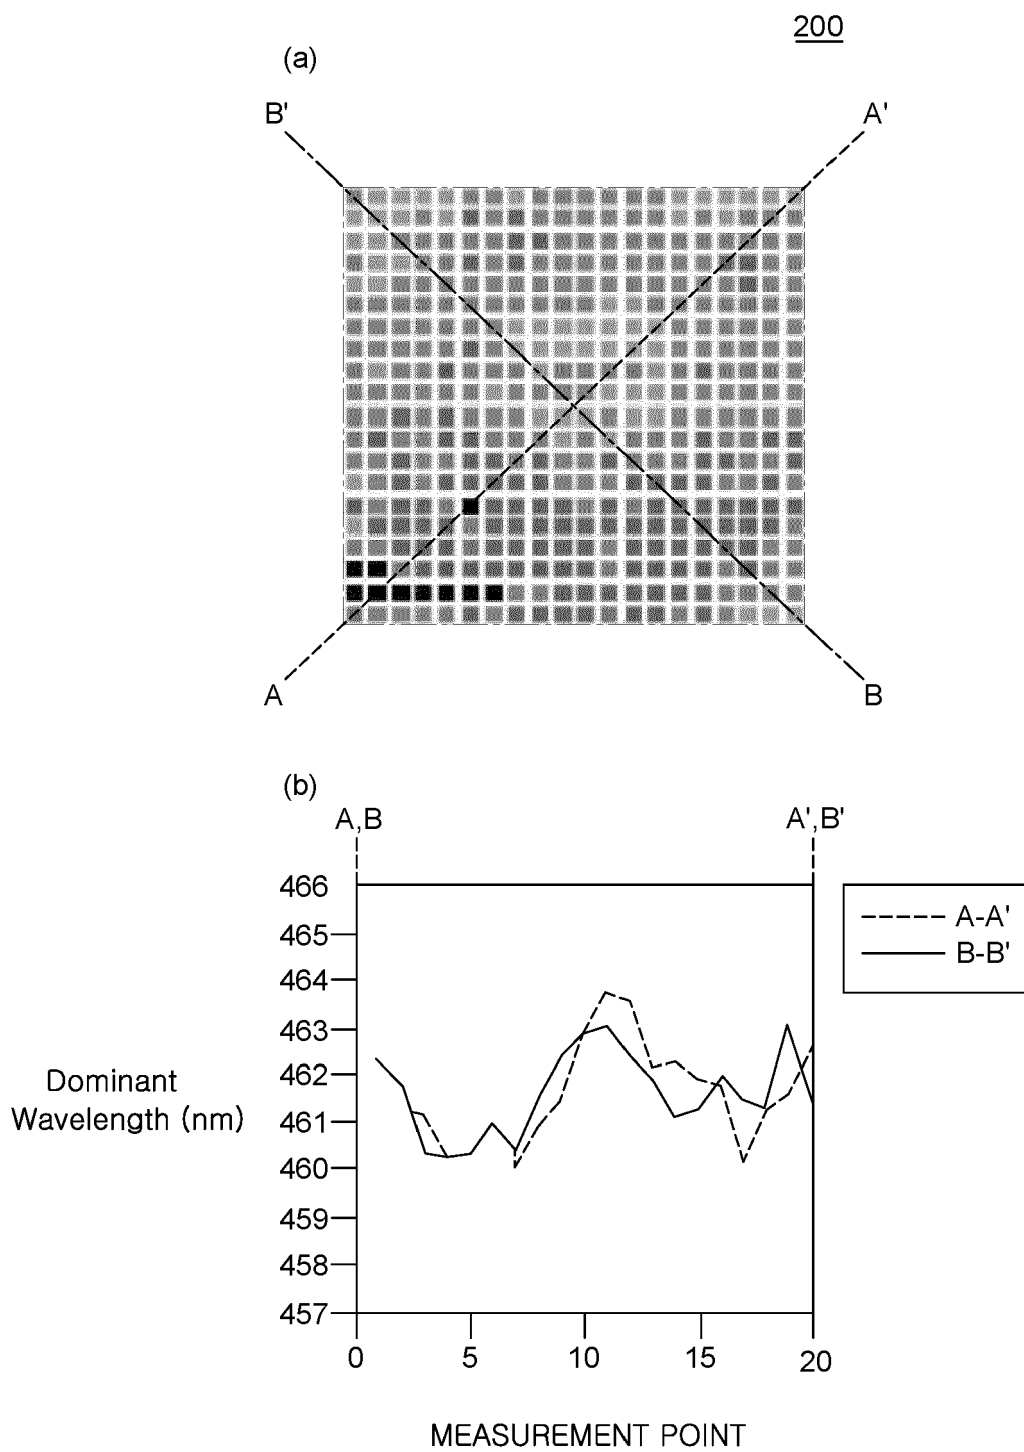 200
(a)
B' A'
A B
(b)
A,B A',B'
466
465
464
463
462
461
460
459
458
457
A-A'
B-B'
Dominant
Wavelength (nm)
0 5 10 15 20
MEASUREMENT POINT